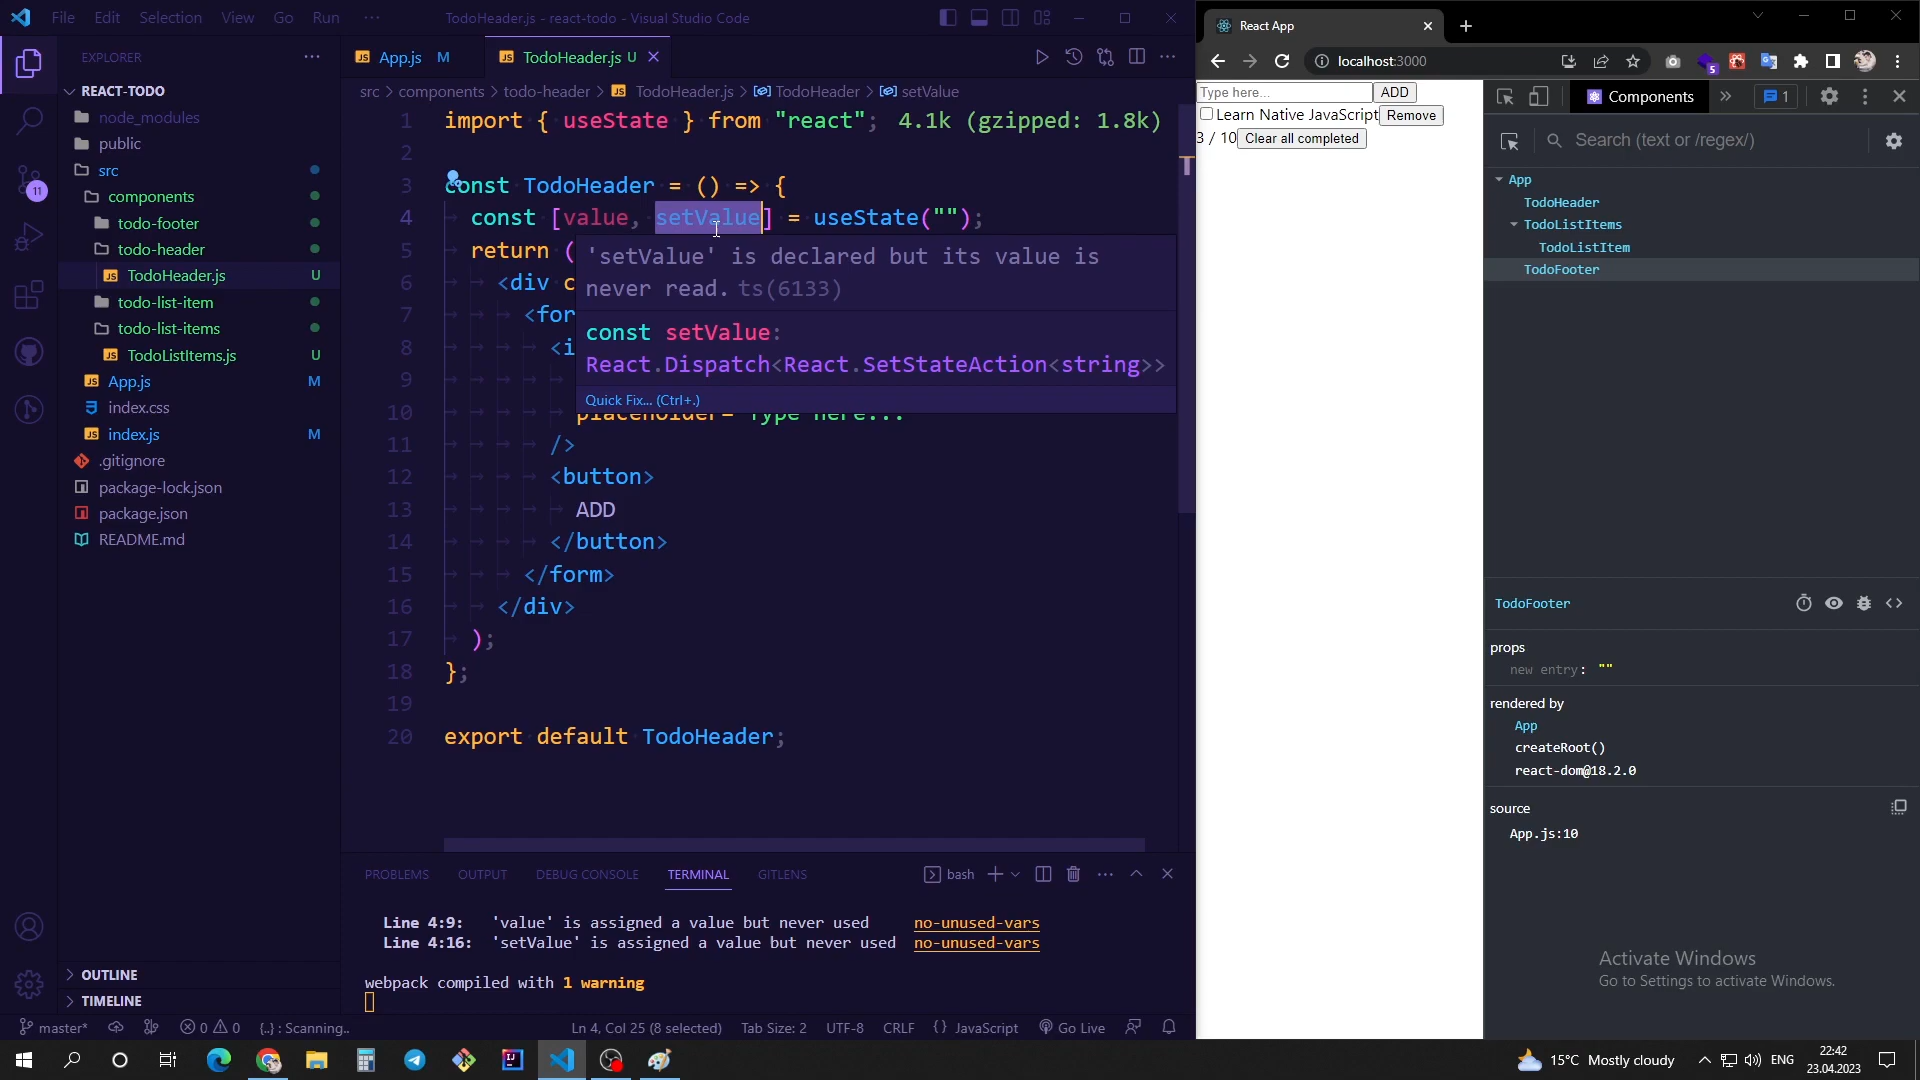 File Edit Selection View Go Run ···
TodoHeader.js - react-todo - Visual Studio Code
EXPLORER
REACT-TODO
node_modules
public
src
components
todo-footer
todo-header
TodoHeader.js U
todo-list-item
todo-list-items
TodoListItems.js U
App.js M
index.css
index.js M
.gitignore
package-lock.json
package.json
README.md
OUTLINE
TIMELINE
11
App.js M
TodoHeader.js U
src > components > todo-header > TodoHeader.js > TodoHeader > setValue
1 import { useState } from "react"; 4.1k (gzipped: 1.8k)
2
3 const TodoHeader = () => {
4 const [value, setValue] = useState("");
5 return (
6 <div c
7 <for
8 <i
9
10 placeholder="Type here..."
11 />
12 <button>
13 ADD
14 </button>
15 </form>
16 </div>
17 );
18 };
19
20 export default TodoHeader;
'setValue' is declared but its value is
never read. ts(6133)
const setValue:
React.Dispatch<React.SetStateAction<string>>
Quick Fix... (Ctrl+.)
PROBLEMS OUTPUT DEBUG CONSOLE TERMINAL GITLENS
bash
Line 4:9: 'value' is assigned a value but never used no-unused-vars
Line 4:16: 'setValue' is assigned a value but never used no-unused-vars
webpack compiled with 1 warning
master* 0 0 {..} : Scanning..
Ln 4, Col 25 (8 selected) Tab Size: 2 UTF-8 CRLF {} JavaScript Go Live
React App
localhost:3000
5
Type here... ADD
Learn Native JavaScript Remove
3 / 10 Clear all completed
Components » 1
Search (text or /regex/)
App
TodoHeader
TodoListItems
TodoListItem
TodoFooter
TodoFooter
props
new entry: ""
rendered by
App
createRoot()
react-dom@18.2.0
source
App.js:10
Activate Windows
Go to Settings to activate Windows.
15°C Mostly cloudy
ENG
22:42
23.04.2023